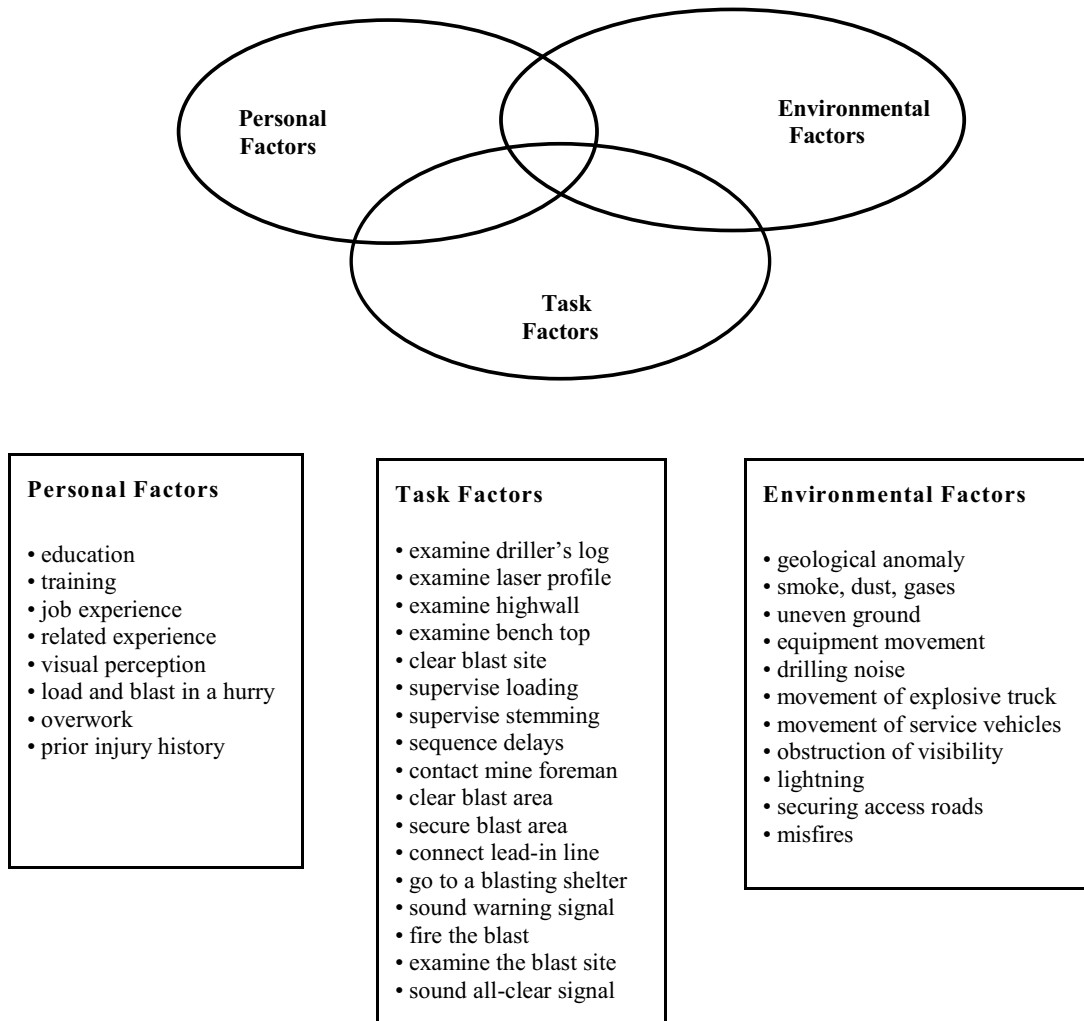 Personal
Factors
Environmental
Factors
Task
Factors
Personal Factors
• education
• training
• job experience
• related experience
• visual perception
• load and blast in a hurry
• overwork
• prior injury history
Task Factors
• examine driller’s log
• examine laser profile
• examine highwall
• examine bench top
• clear blast site
• supervise loading
• supervise stemming
• sequence delays
• contact mine foreman
• clear blast area
• secure blast area
• connect lead-in line
• go to a blasting shelter
• sound warning signal
• fire the blast
• examine the blast site
• sound all-clear signal
Environmental Factors
• geological anomaly
• smoke, dust, gases
• uneven ground
• equipment movement
• drilling noise
• movement of explosive truck
• movement of service vehicles
• obstruction of visibility
• lightning
• securing access roads
• misfires